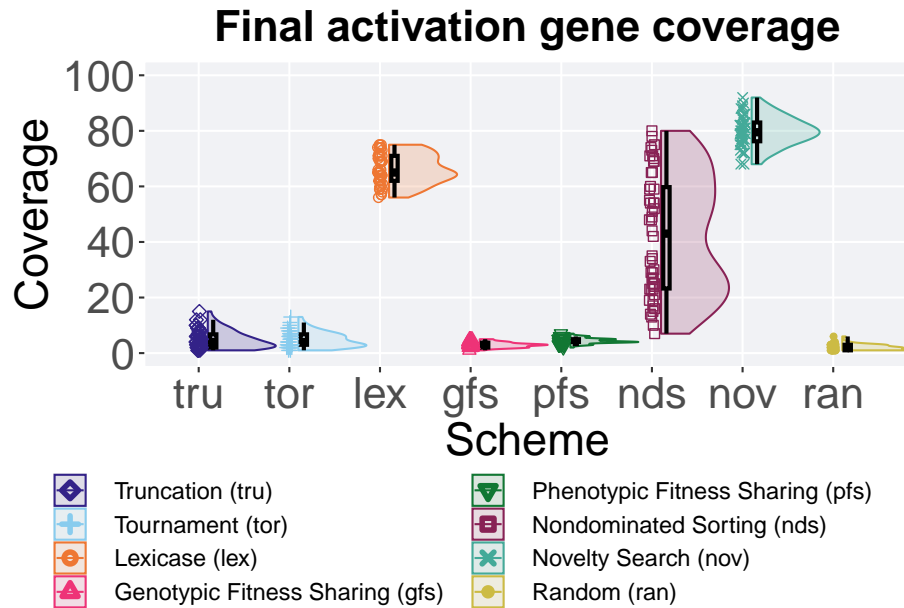 Final activation gene coverage
Coverage
100
80
60
40
20
0
tru tor lex gfs pfs nds nov ran
Scheme
Truncation (tru)
Tournament (tor)
Lexicase (lex)
Genotypic Fitness Sharing (gfs)
Phenotypic Fitness Sharing (pfs)
Nondominated Sorting (nds)
Novelty Search (nov)
Random (ran)